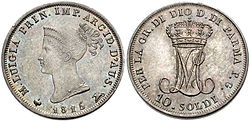 M. LUIGIA PRIN. IMP. ARCID. D'AUS.
1815
PER LA GR. DI DIO D. DI PARMA P. G.
10. SOLDI